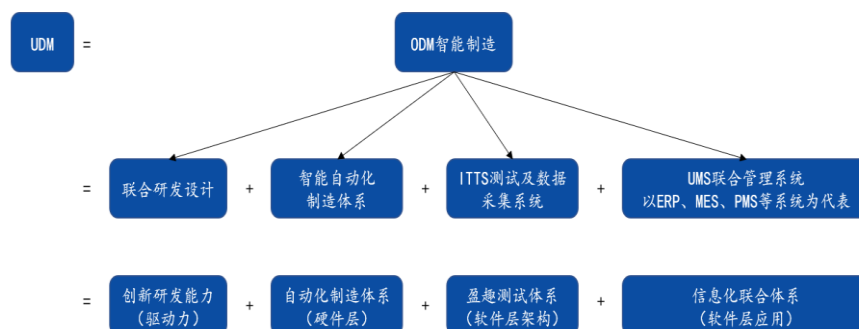 UDM = ODM智能制造
= 联合研发设计 + 智能自动化 + ITTS测试及数据 + UMS联合管理系统
制造体系 采集系统 以ERP、MES、PMS等系统为代表
= 创新研发能力 + 自动化制造体系 + 盈趣测试体系 + 信息化联合体系
（驱动力） （硬件层） （软件层架构） （软件层应用）